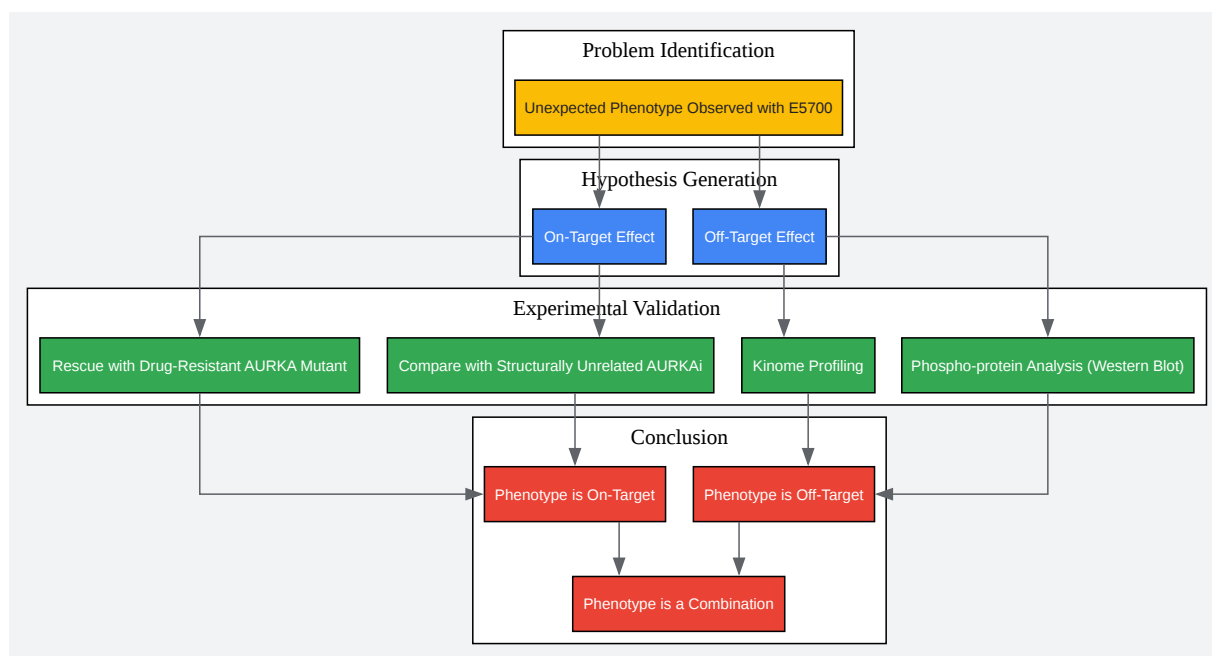 Problem Identification
Unexpected Phenotype Observed with E5700
Hypothesis Generation
On-Target Effect
Off-Target Effect
Experimental Validation
Rescue with Drug-Resistant AURKA Mutant
Compare with Structurally Unrelated AURKAi
Kinome Profiling
Phospho-protein Analysis (Western Blot)
Conclusion
Phenotype is On-Target
Phenotype is Off-Target
Phenotype is a Combination